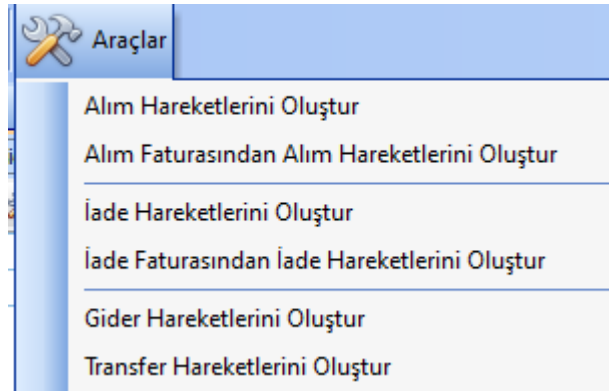 Araçlar
Alım Hareketlerini Oluştur
Alım Faturasından Alım Hareketlerini Oluştur
İade Hareketlerini Oluştur
İade Faturasından İade Hareketlerini Oluştur
Gider Hareketlerini Oluştur
Transfer Hareketlerini Oluştur